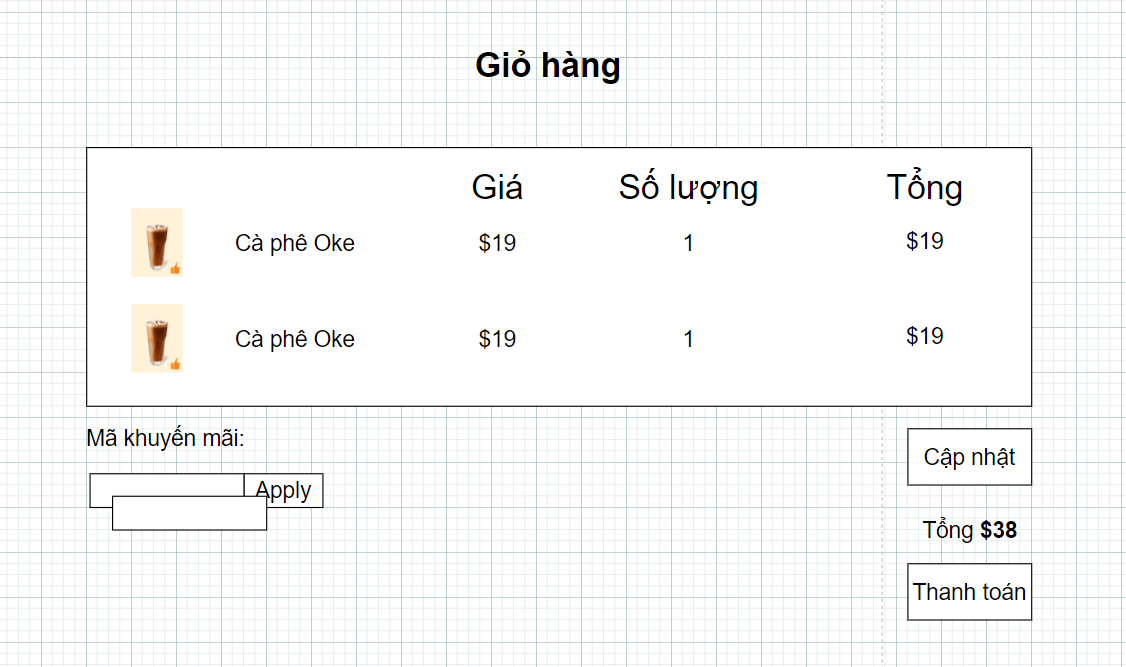 Giỏ hàng
Giá Số lượng Tổng
Cà phê Oke $19 1 $19
Cà phê Oke $19 1 $19
Mã khuyến mãi:
Apply
Cập nhật
Tổng $38
Thanh toán